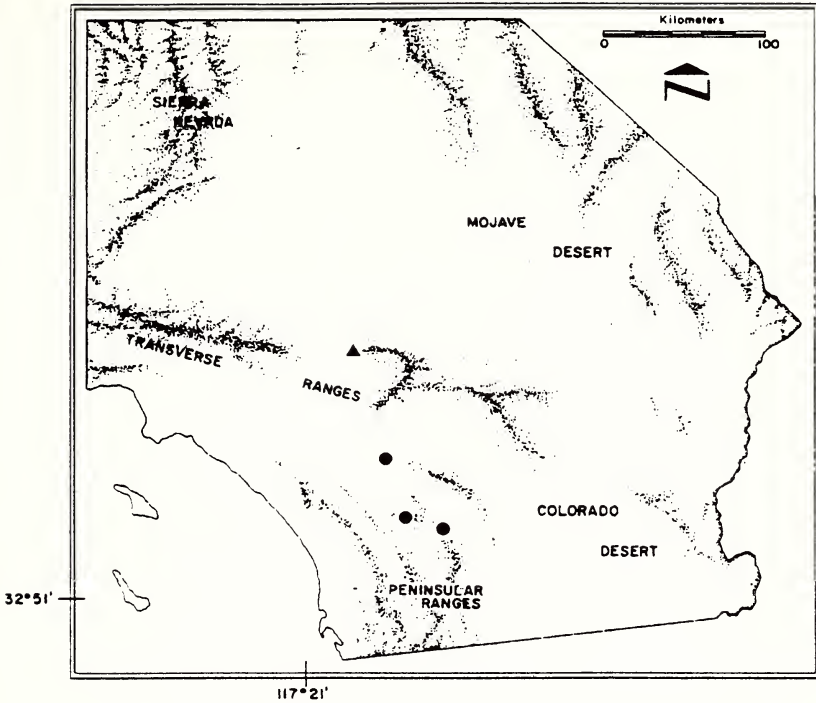 Kilometers
0 100
N
SIERRA
NEVADA
MOJAVE
DESERT
TRANSVERSE
RANGES
COLORADO
DESERT
PENINSULAR
RANGES
32°51'
117°21'